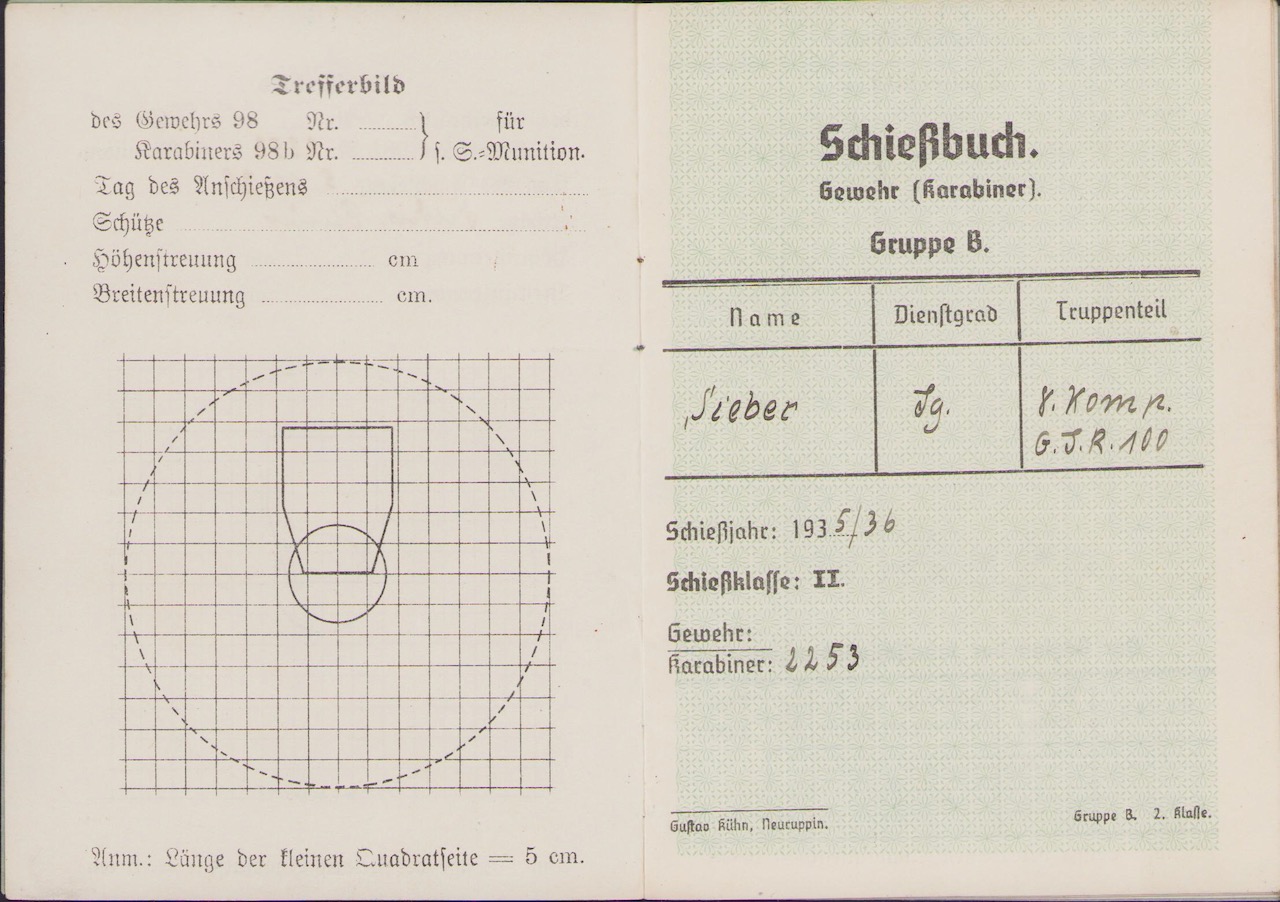 Trefferbild
des Gewehrs 98 Nr. ............ } für
Karabiners 98b Nr. ............ } s. S.=Munition.
Tag des Anschießens ............
Schütze ............
Höhenstreuung ............ cm
Breitenstreuung ............ cm.
Anm.: Länge der kleinen Quadratseite = 5 cm.
Schießbuch.
Gewehr (Karabiner).
Gruppe B.
Name Dienstgrad Truppenteil
Sieber Jg. 8. Komp.
G.J.R. 100
Schießjahr: 1935/36
Schießklasse: II.
Gewehr:
Karabiner: 2253
Gustav Kühn, Neuruppin.
Gruppe B. 2. Klasse.